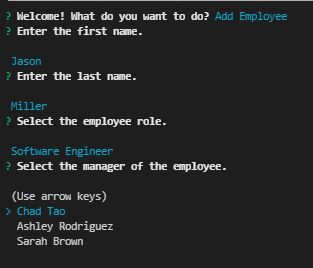 ? Welcome! What do you want to do? Add Employee
? Enter the first name.
Jason
? Enter the last name.
Miller
? Select the employee role.
Software Engineer
? Select the manager of the employee.
(Use arrow keys)
> Chad Tao
Ashley Rodriguez
Sarah Brown